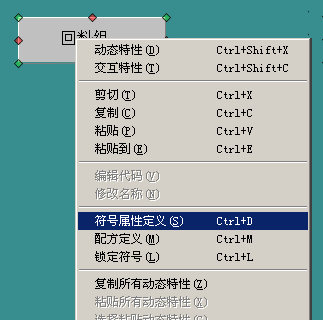 回料组
动态特性(D) Ctrl+Shift+X
交互特性(T) Ctrl+Shift+C
剪切(T) Ctrl+X
复制(C) Ctrl+C
粘贴(P) Ctrl+V
粘贴到(E) Ctrl+E
编辑代码(V)
修改名称(N)
符号属性定义(S) Ctrl+D
配方定义(M) Ctrl+M
锁定符号(L) Ctrl+L
复制所有动态特性(Z)
粘贴所有动态特性(X)
选择粘贴动态特性(G)